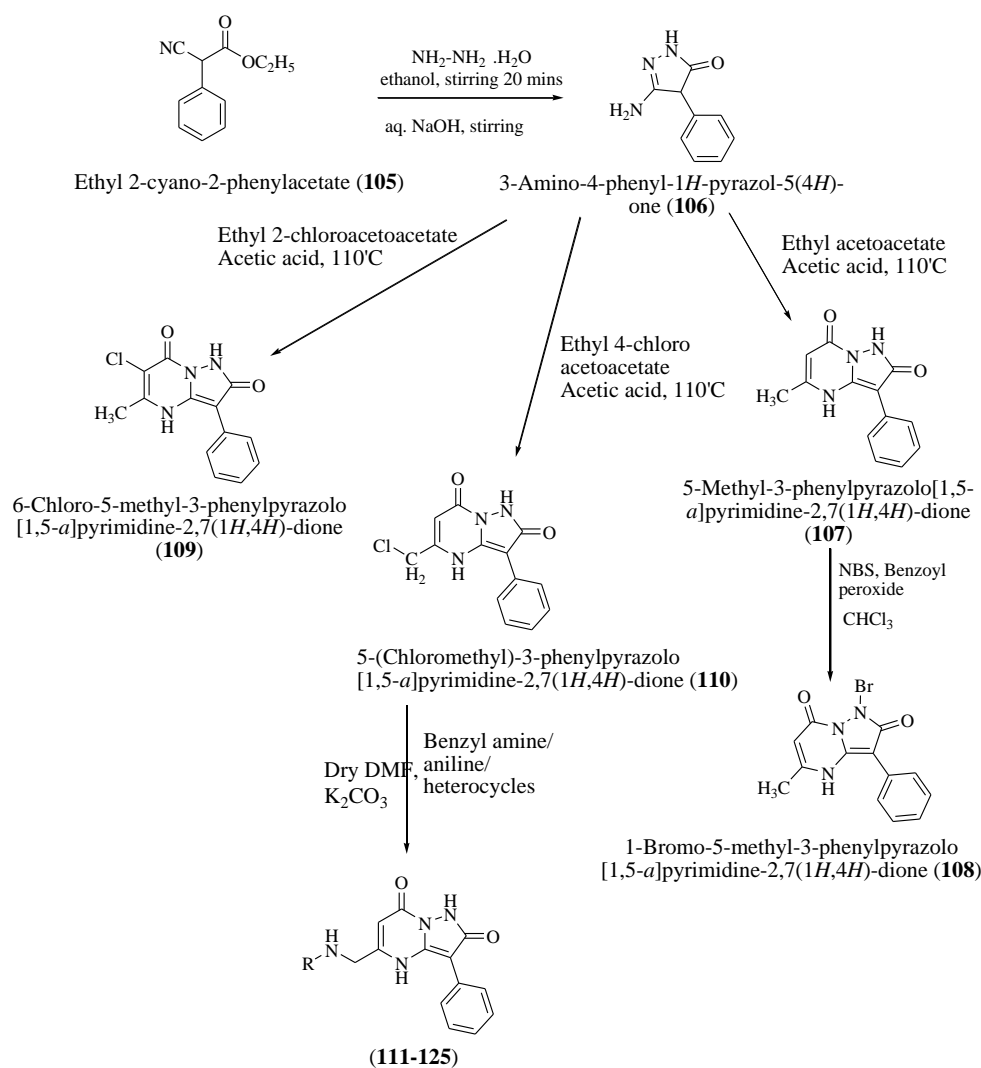 O
NC
OC2H5
NH2-NH2 .H2O
ethanol, stirring 20 mins
aq. NaOH, stirring
NH
N
O
H2N
Ethyl 2-cyano-2-phenylacetate (105)
3-Amino-4-phenyl-1H-pyrazol-5(4H)-
one (106)
Ethyl 2-chloroacetoacetate
Acetic acid, 110'C
Ethyl acetoacetate
Acetic acid, 110'C
Ethyl 4-chloro
acetoacetate
Acetic acid, 110'C
O
Cl
N
NH
O
H3C
N
H
O
N
NH
O
H3C
N
H
6-Chloro-5-methyl-3-phenylpyrazolo
[1,5-a]pyrimidine-2,7(1H,4H)-dione
(109)
O
N
NH
O
Cl
C
H2
N
H
5-Methyl-3-phenylpyrazolo[1,5-
a]pyrimidine-2,7(1H,4H)-dione
(107)
NBS, Benzoyl
peroxide
CHCl3
5-(Chloromethyl)-3-phenylpyrazolo
[1,5-a]pyrimidine-2,7(1H,4H)-dione (110)
Benzyl amine/
aniline/
heterocycles
Dry DMF,
K2CO3
Br
O
N
N
O
H3C
N
H
1-Bromo-5-methyl-3-phenylpyrazolo
[1,5-a]pyrimidine-2,7(1H,4H)-dione (108)
O
N
NH
O
H
N
R
N
H
(111-125)